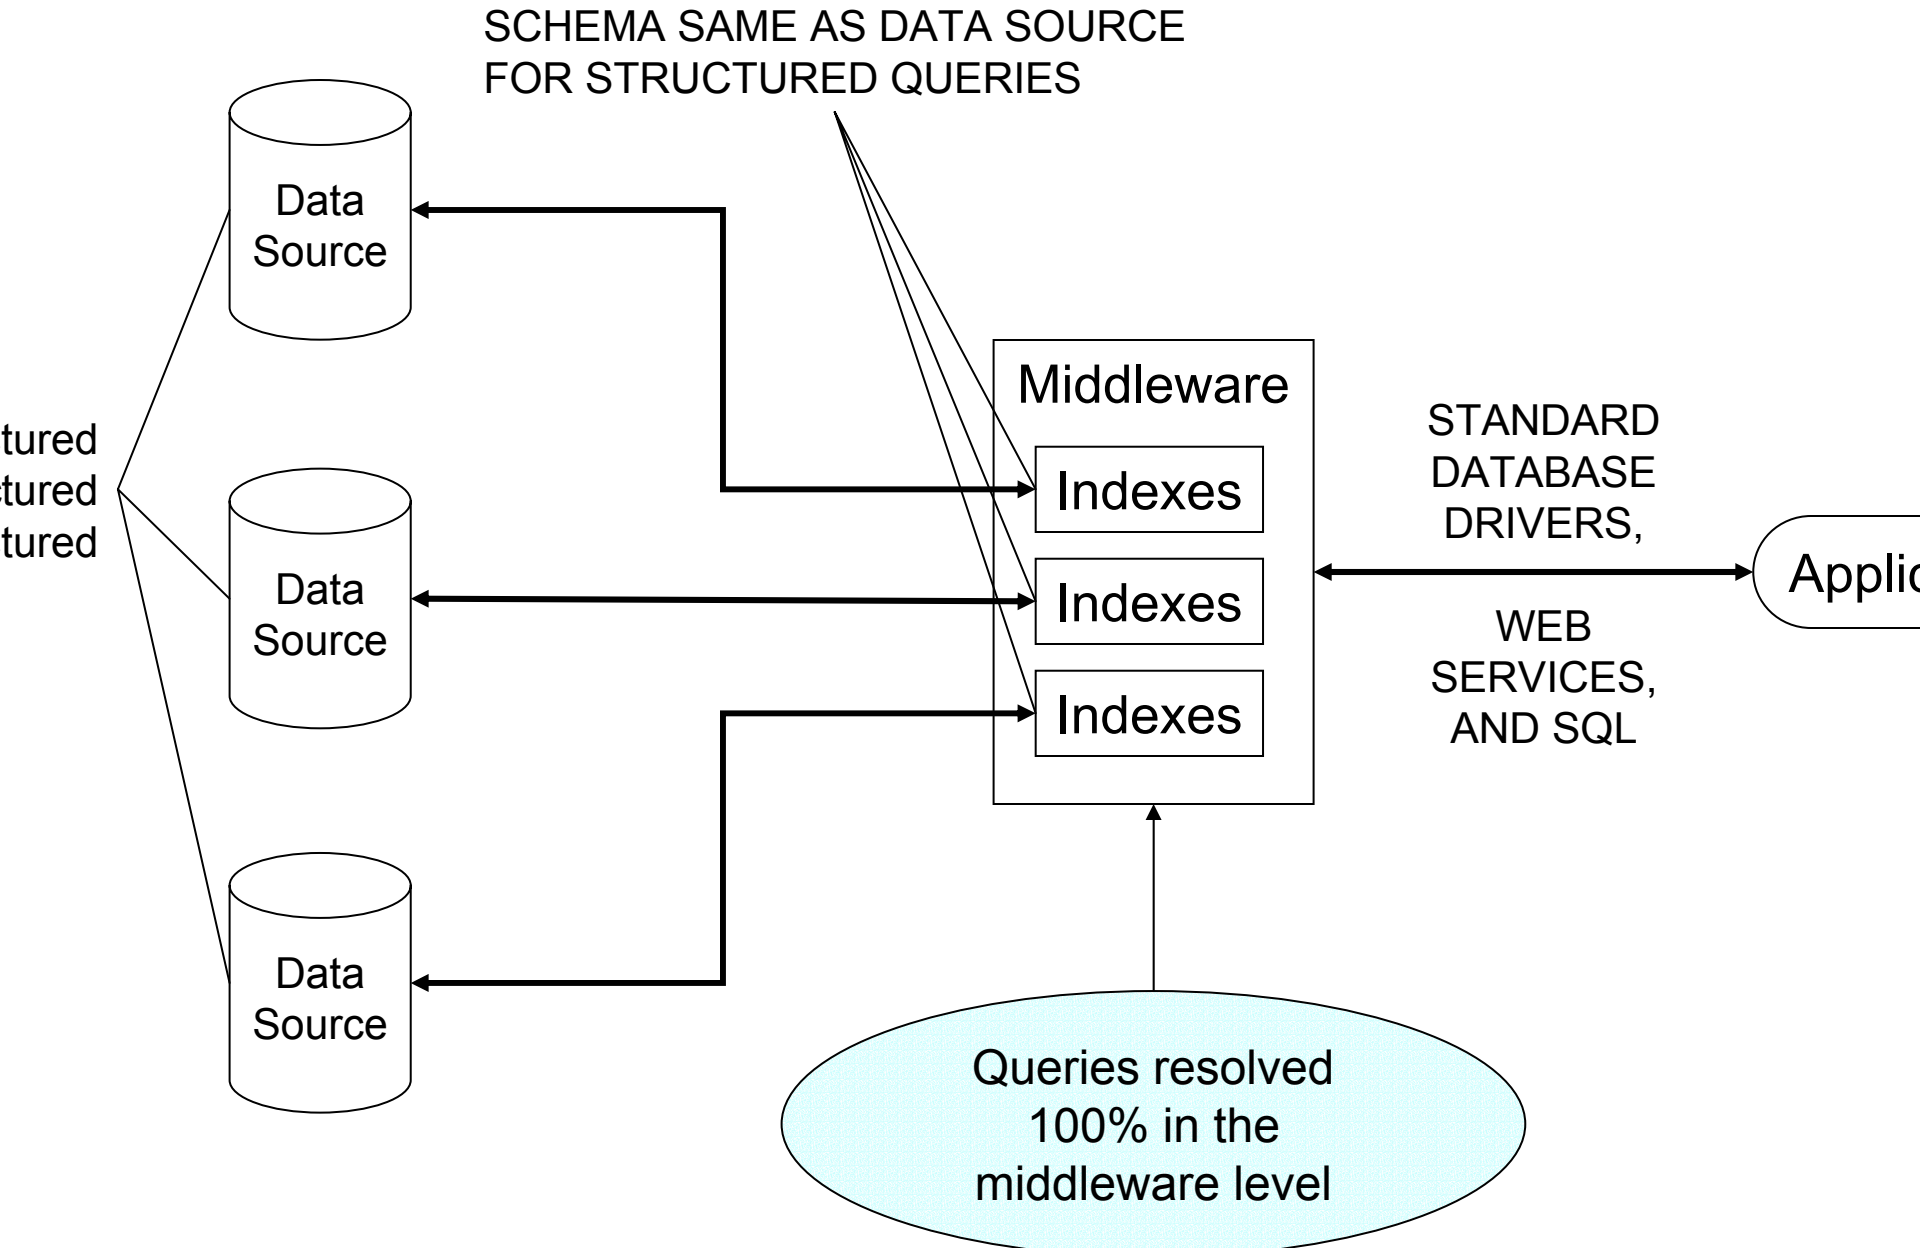 SCHEMA SAME AS DATA SOURCE
FOR STRUCTURED QUERIES
Data
Source
Middleware
Indexes
Indexes
Indexes
STANDARD
DATABASE
DRIVERS,
WEB
SERVICES,
AND SQL
Data
Source
Data
Source
Queries resolved
100% in the
middleware level